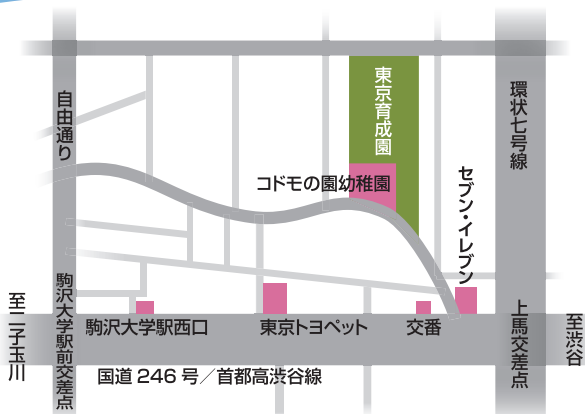 自由通り
東京育成園
環状七号線
コドモの園幼稚園
セブン・イレブン
至二子玉川
駒沢大学駅前交差点
駒沢大学駅西口
東京トヨペット
交番
上馬交差点
至渋谷
国道246号／首都高渋谷線